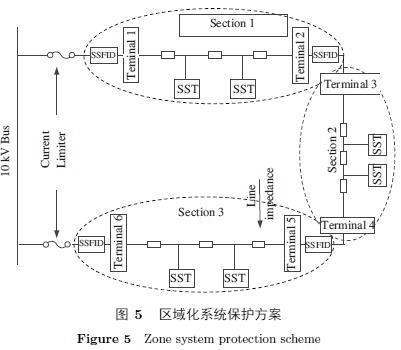 Section 1
SSFID
Teminal 1
Teminal 2
SSFID
SST
SST
Terminal 3
10 kV Bus
Current
Limiter
Section 2
SST
SST
Line
impedance
Section 3
Terminal 4
SSFID
Terminal 6
Terminal 5
SSFID
SST
SST
图 5 区域化系统保护方案
Figure 5 Zone system protection scheme